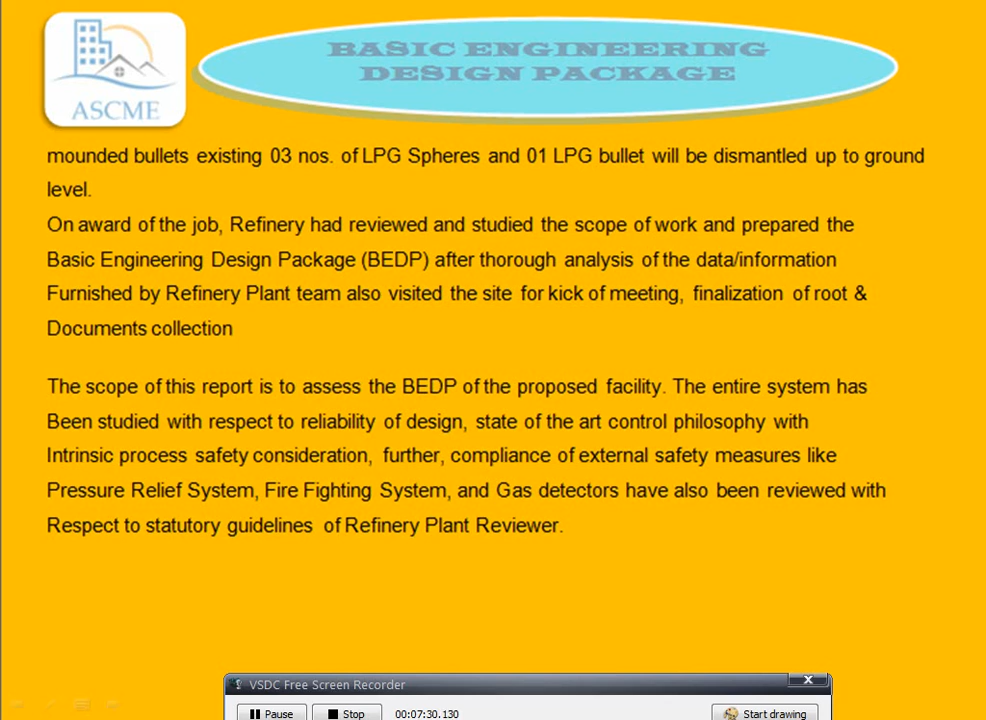 ASCME
BASIC ENGINEERING
DESIGN PACKAGE
mounded bullets existing 03 nos. of LPG Spheres and 01 LPG bullet will be dismantled up to ground
level.
On award of the job, Refinery had reviewed and studied the scope of work and prepared the
Basic Engineering Design Package (BEDP) after thorough analysis of the data/information
Furnished by Refinery Plant team also visited the site for kick of meeting, finalization of root &
Documents collection
The scope of this report is to assess the BEDP of the proposed facility. The entire system has
Been studied with respect to reliability of design, state of the art control philosophy with
Intrinsic process safety consideration, further, compliance of external safety measures like
Pressure Relief System, Fire Fighting System, and Gas detectors have also been reviewed with
Respect to statutory guidelines of Refinery Plant Reviewer.
VSDC Free Screen Recorder
Pause Stop 00:07:30.130 Start drawing